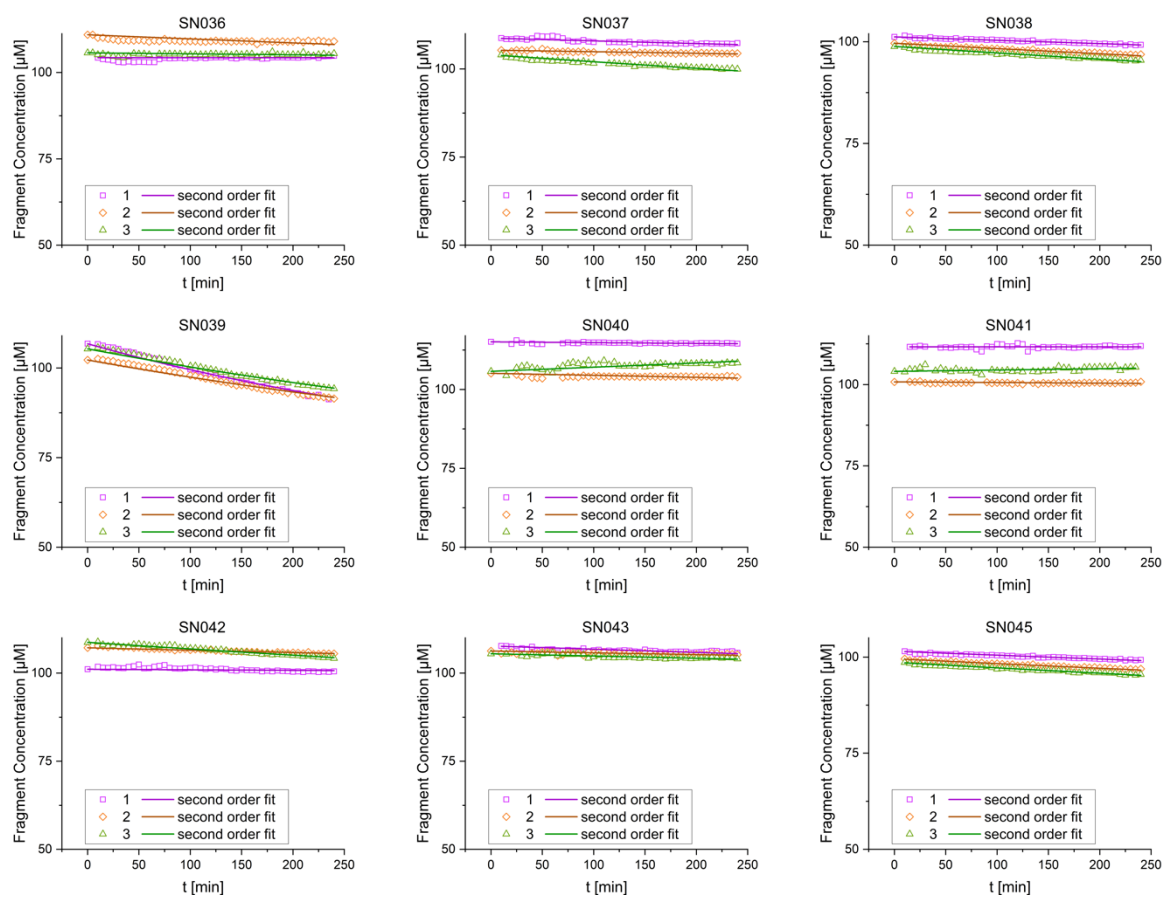 SN036
Fragment Concentration [µM]
100
75
50
1 second order fit
2 second order fit
3 second order fit
0 50 100 150 200 250
t [min]
SN037
Fragment Concentration [µM]
100
75
50
1 second order fit
2 second order fit
3 second order fit
0 50 100 150 200 250
t [min]
SN038
Fragment Concentration [µM]
100
75
50
1 second order fit
2 second order fit
3 second order fit
0 50 100 150 200 250
t [min]
SN039
Fragment Concentration [µM]
100
75
50
1 second order fit
2 second order fit
3 second order fit
0 50 100 150 200 250
t [min]
SN040
Fragment Concentration [µM]
100
75
50
1 second order fit
2 second order fit
3 second order fit
0 50 100 150 200 250
t [min]
SN041
Fragment Concentration [µM]
100
75
50
1 second order fit
2 second order fit
3 second order fit
0 50 100 150 200 250
t [min]
SN042
Fragment Concentration [µM]
100
75
50
1 second order fit
2 second order fit
3 second order fit
0 50 100 150 200 250
t [min]
SN043
Fragment Concentration [µM]
100
75
50
1 second order fit
2 second order fit
3 second order fit
0 50 100 150 200 250
t [min]
SN045
Fragment Concentration [µM]
100
75
50
1 second order fit
2 second order fit
3 second order fit
0 50 100 150 200 250
t [min]